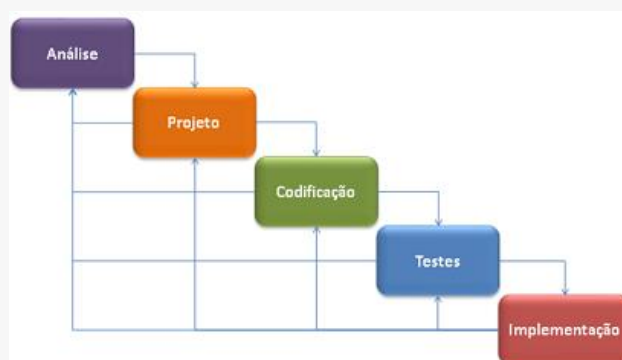 Análise
Projeto
Codificação
Testes
Implementação